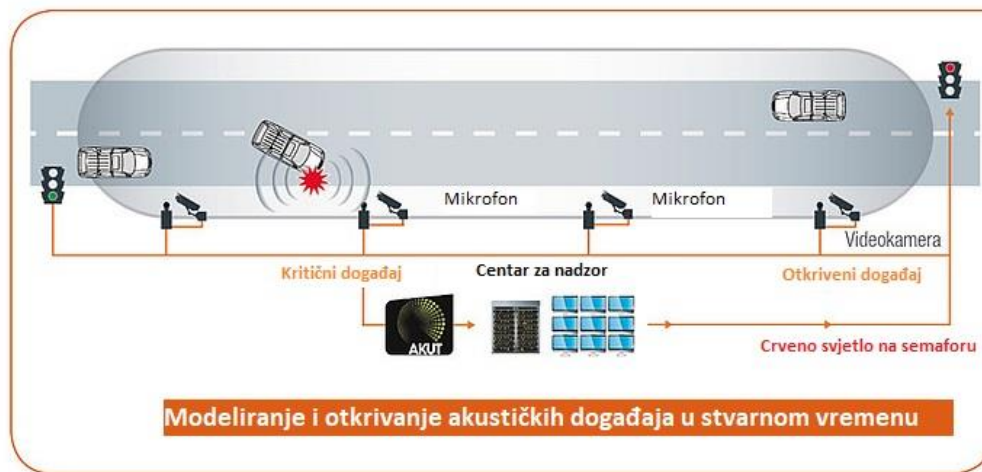 Mikrofon
Mikrofon
Videokamera
Kritični događaj
Centar za nadzor
Otkriveni događaj
AKUT
Crveno svjetlo na semaforu
Modeliranje i otkrivanje akustičkih događaja u stvarnom vremenu